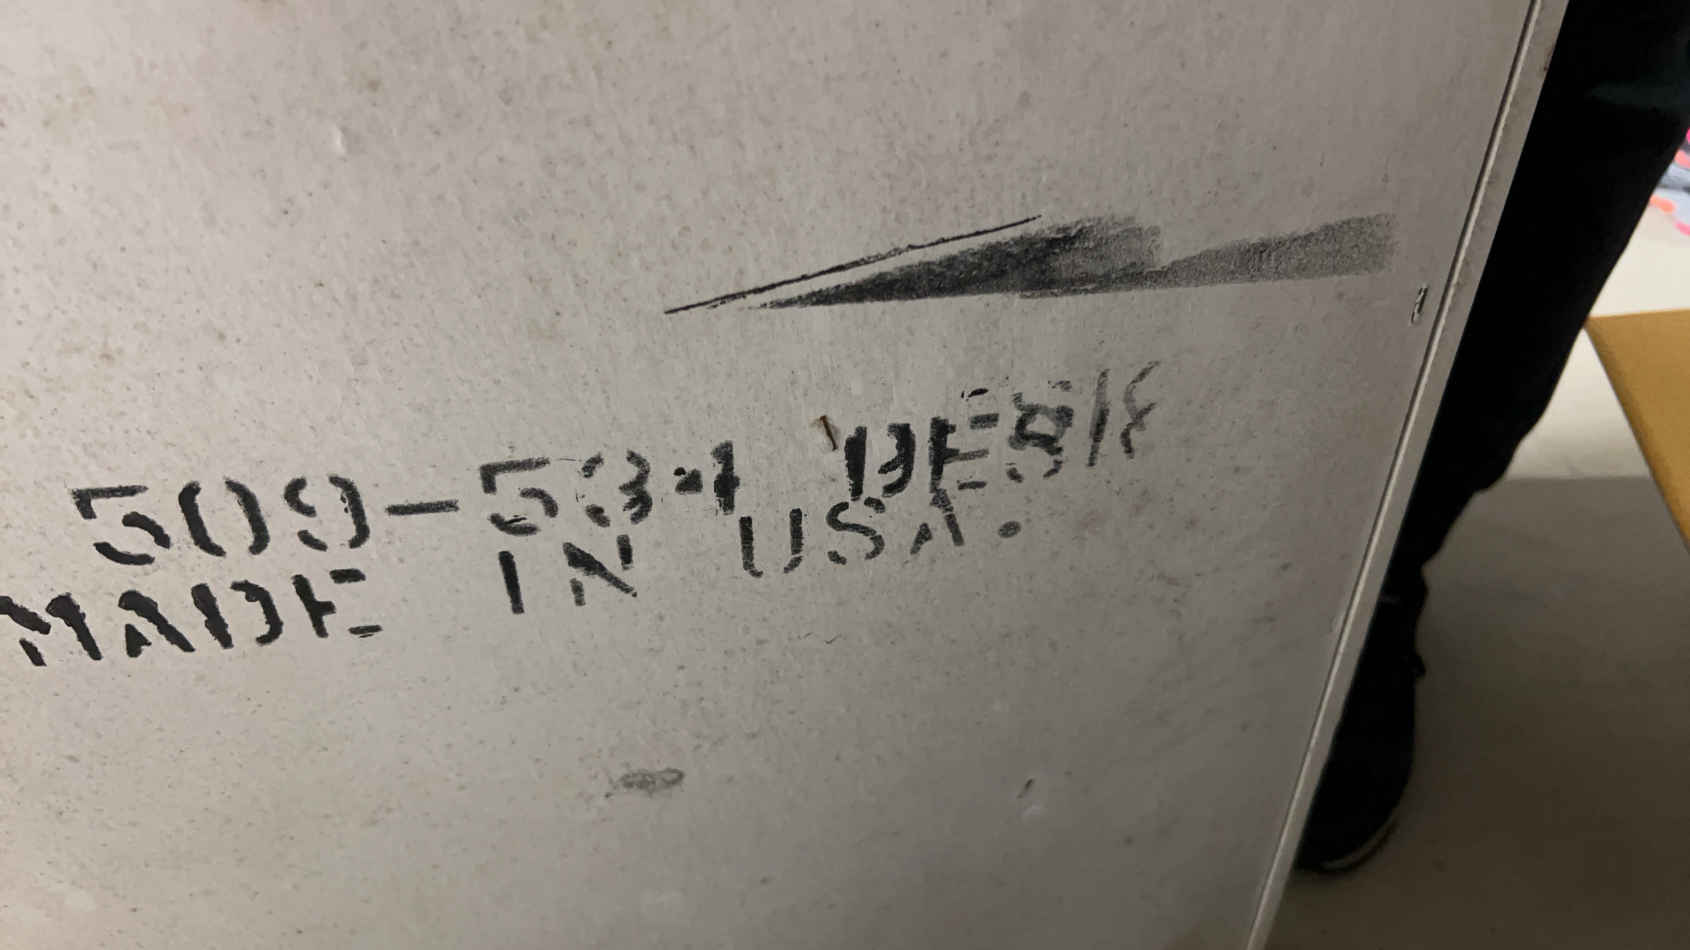 509-534 DESK
MADE IN USA.